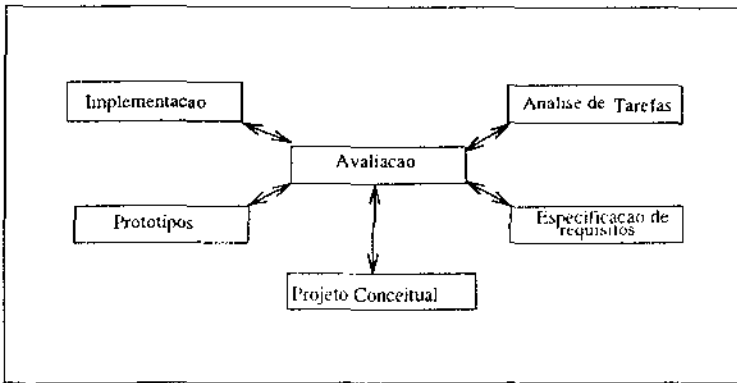 Implementacao
Analise de Tarefas
Avaliacao
Prototipos
Especificacao de
requisitos
Projeto Conceitual